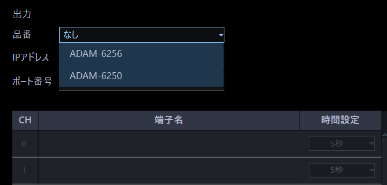 出力
品番 なし
ADAM-6256
IPアドレス
ADAM-6250
ポート番号
CH 端子名 時間設定
0 5秒
1 5秒